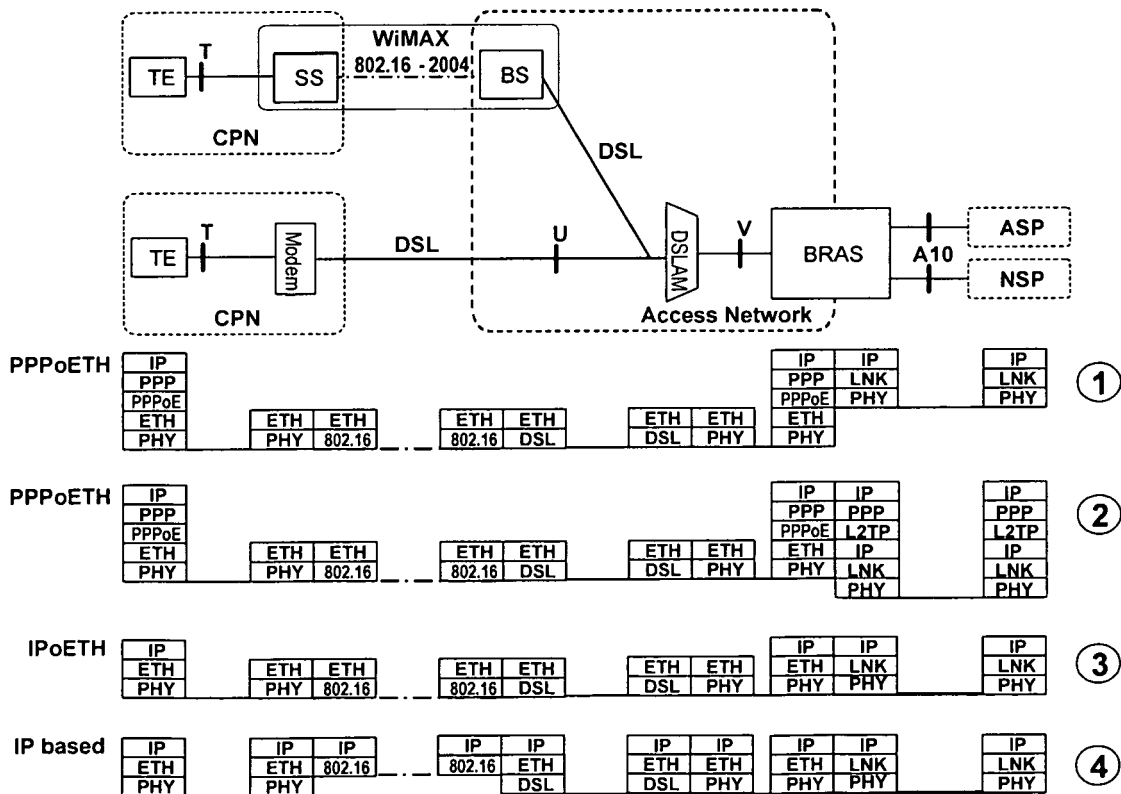 WiMAX
T
802.16 - 2004
TE
SS
BS
CPN
DSL
T
U
V
ASP
TE
Modem
DSL
DSLAM
BRAS
A10
NSP
CPN
Access Network
PPPoETH
IP IP IP IP
PPP PPP LNK LNK
PPPoE PPPoE PHY PHY
ETH ETH ETH ETH ETH ETH ETH ETH
PHY PHY 802.16 802.16 DSL DSL PHY PHY
1
PPPoETH
IP IP IP IP
PPP PPP PPP PPP
PPPoE PPPoE L2TP L2TP
ETH ETH ETH ETH ETH ETH ETH ETH IP IP
PHY PHY 802.16 802.16 DSL DSL PHY PHY LNK LNK
PHY PHY
2
IPoETH
IP IP IP IP
ETH ETH ETH ETH ETH ETH ETH ETH LNK LNK
PHY PHY 802.16 802.16 DSL DSL PHY PHY PHY PHY
3
IP based
IP IP IP IP IP IP IP IP IP IP
ETH ETH 802.16 802.16 ETH ETH ETH ETH LNK LNK
PHY PHY DSL DSL PHY PHY PHY PHY
4